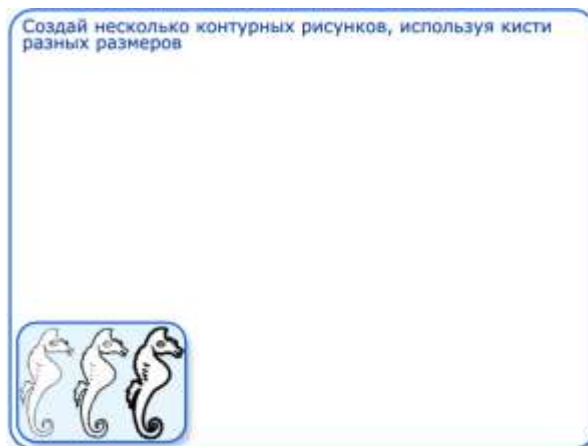 Создай несколько контурных рисунков, используя кисти
разных размеров